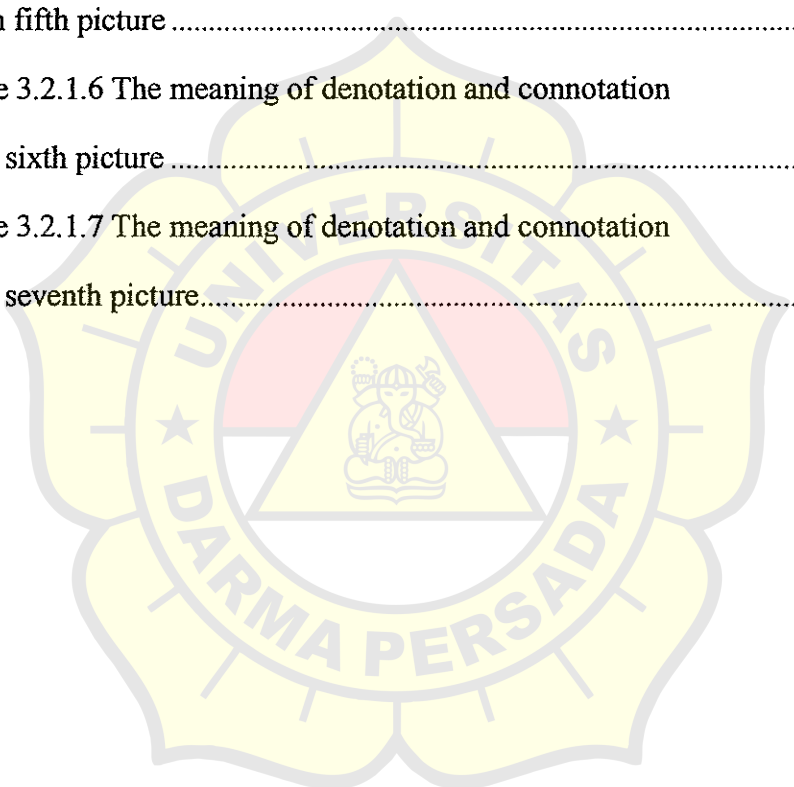 fifth picture ........................................................................
3.2.1.6 The meaning of denotation and connotation
sixth picture ........................................................................
3.2.1.7 The meaning of denotation and connotation
seventh picture....................................................................
UNIVERSITAS
DARMA PERSADA